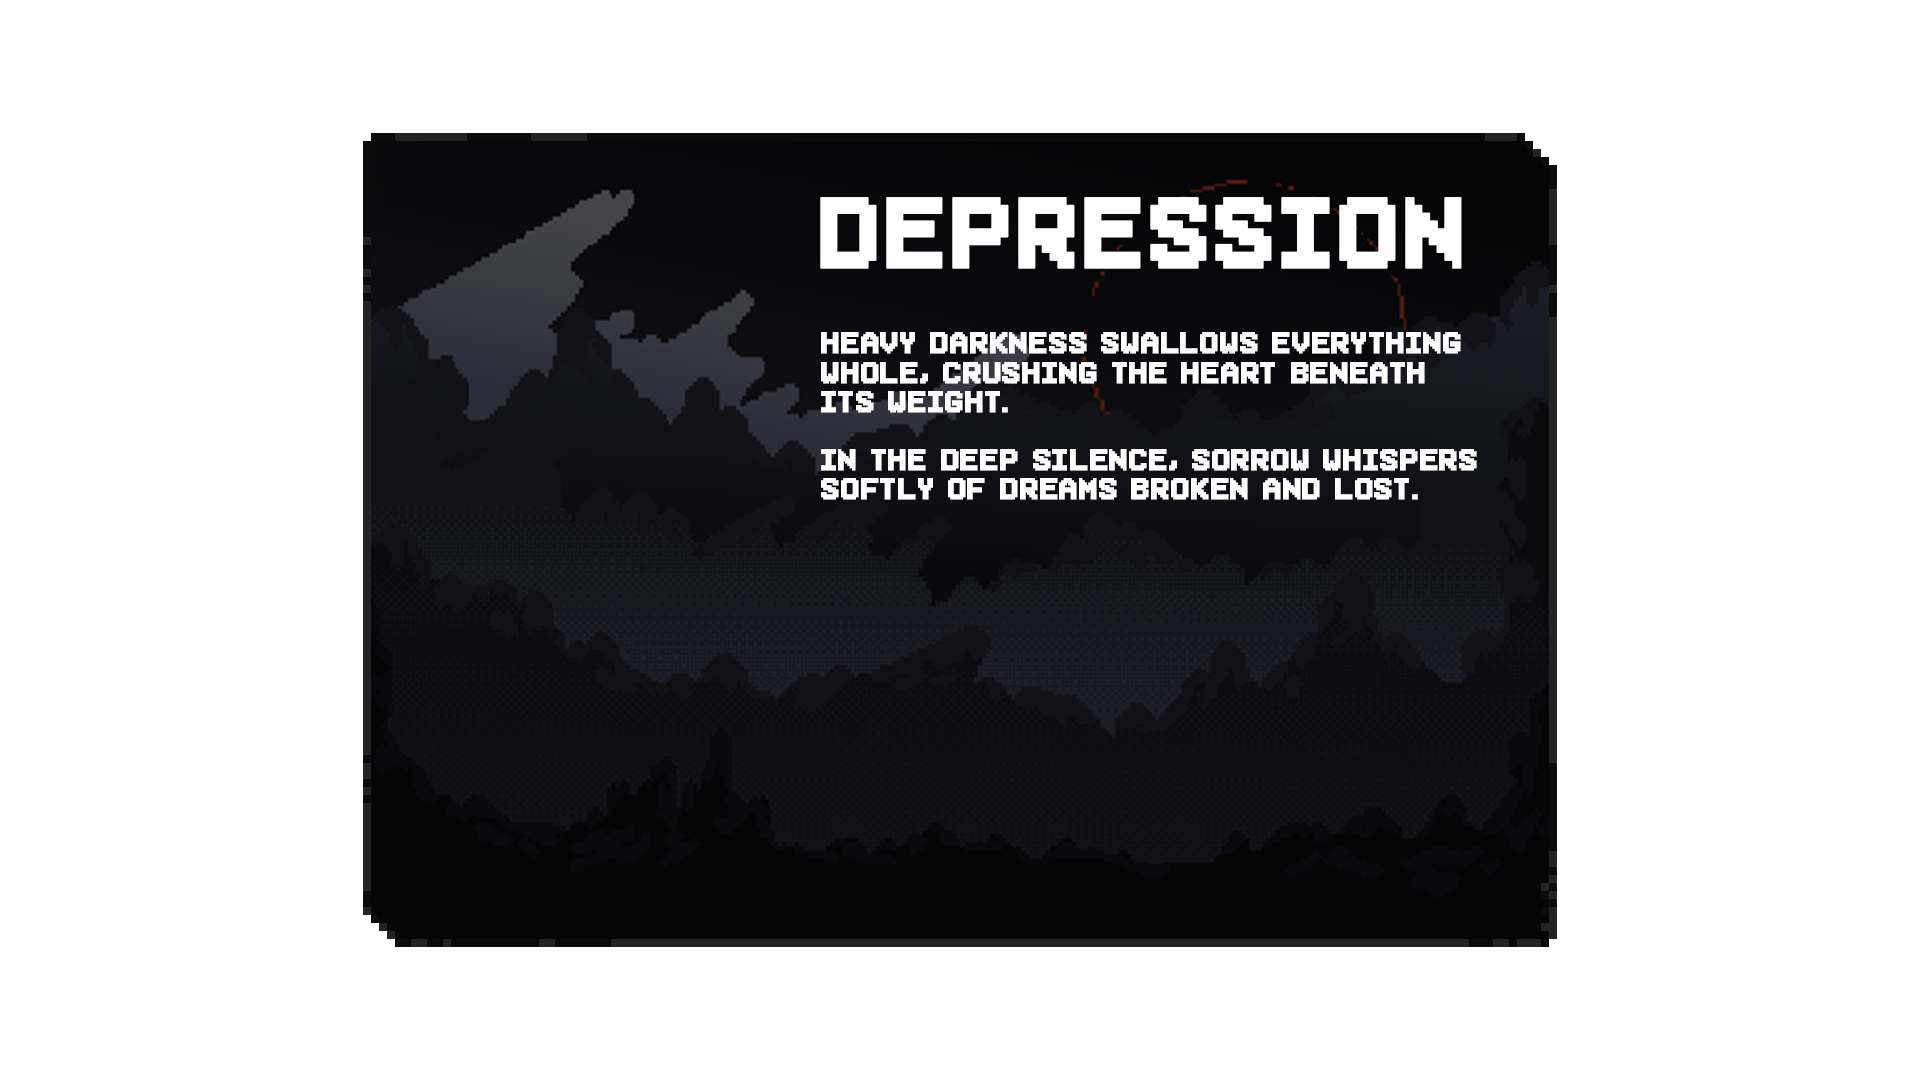 DEPRESSION
HEAVY DARKNESS SWALLOWS EVERYTHING
WHOLE, CRUSHING THE HEART BENEATH
ITS WEIGHT.
IN THE DEEP SILENCE, SORROW WHISPERS
SOFTLY OF DREAMS BROKEN AND LOST.